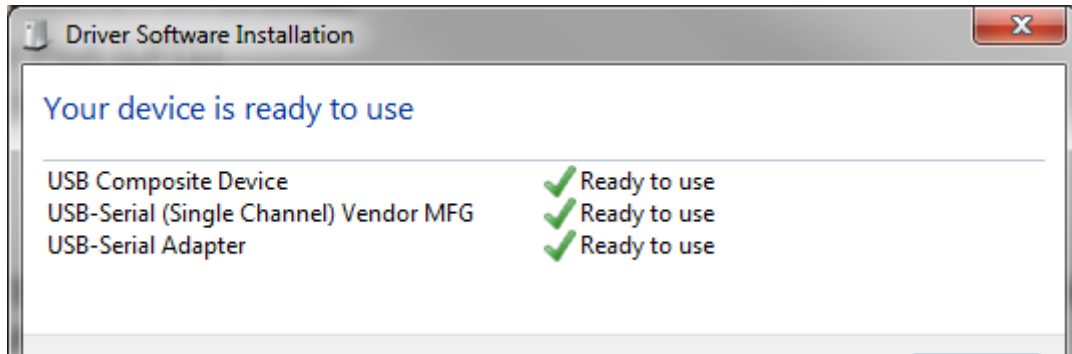 Driver Software Installation
Your device is ready to use
USB Composite Device Ready to use
USB-Serial (Single Channel) Vendor MFG Ready to use
USB-Serial Adapter Ready to use